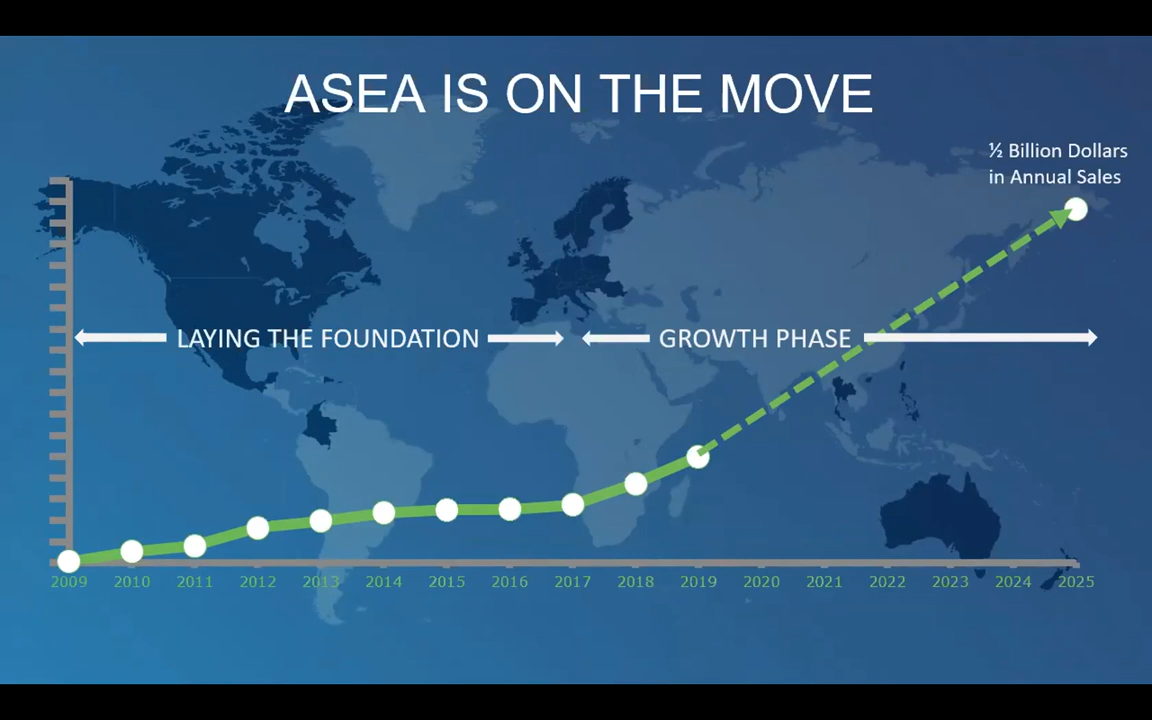 ASEA IS ON THE MOVE
½ Billion Dollars
in Annual Sales
LAYING THE FOUNDATION GROWTH PHASE
2009 2010 2011 2012 2013 2014 2015 2016 2017 2018 2019 2020 2021 2022 2023 2024 2025